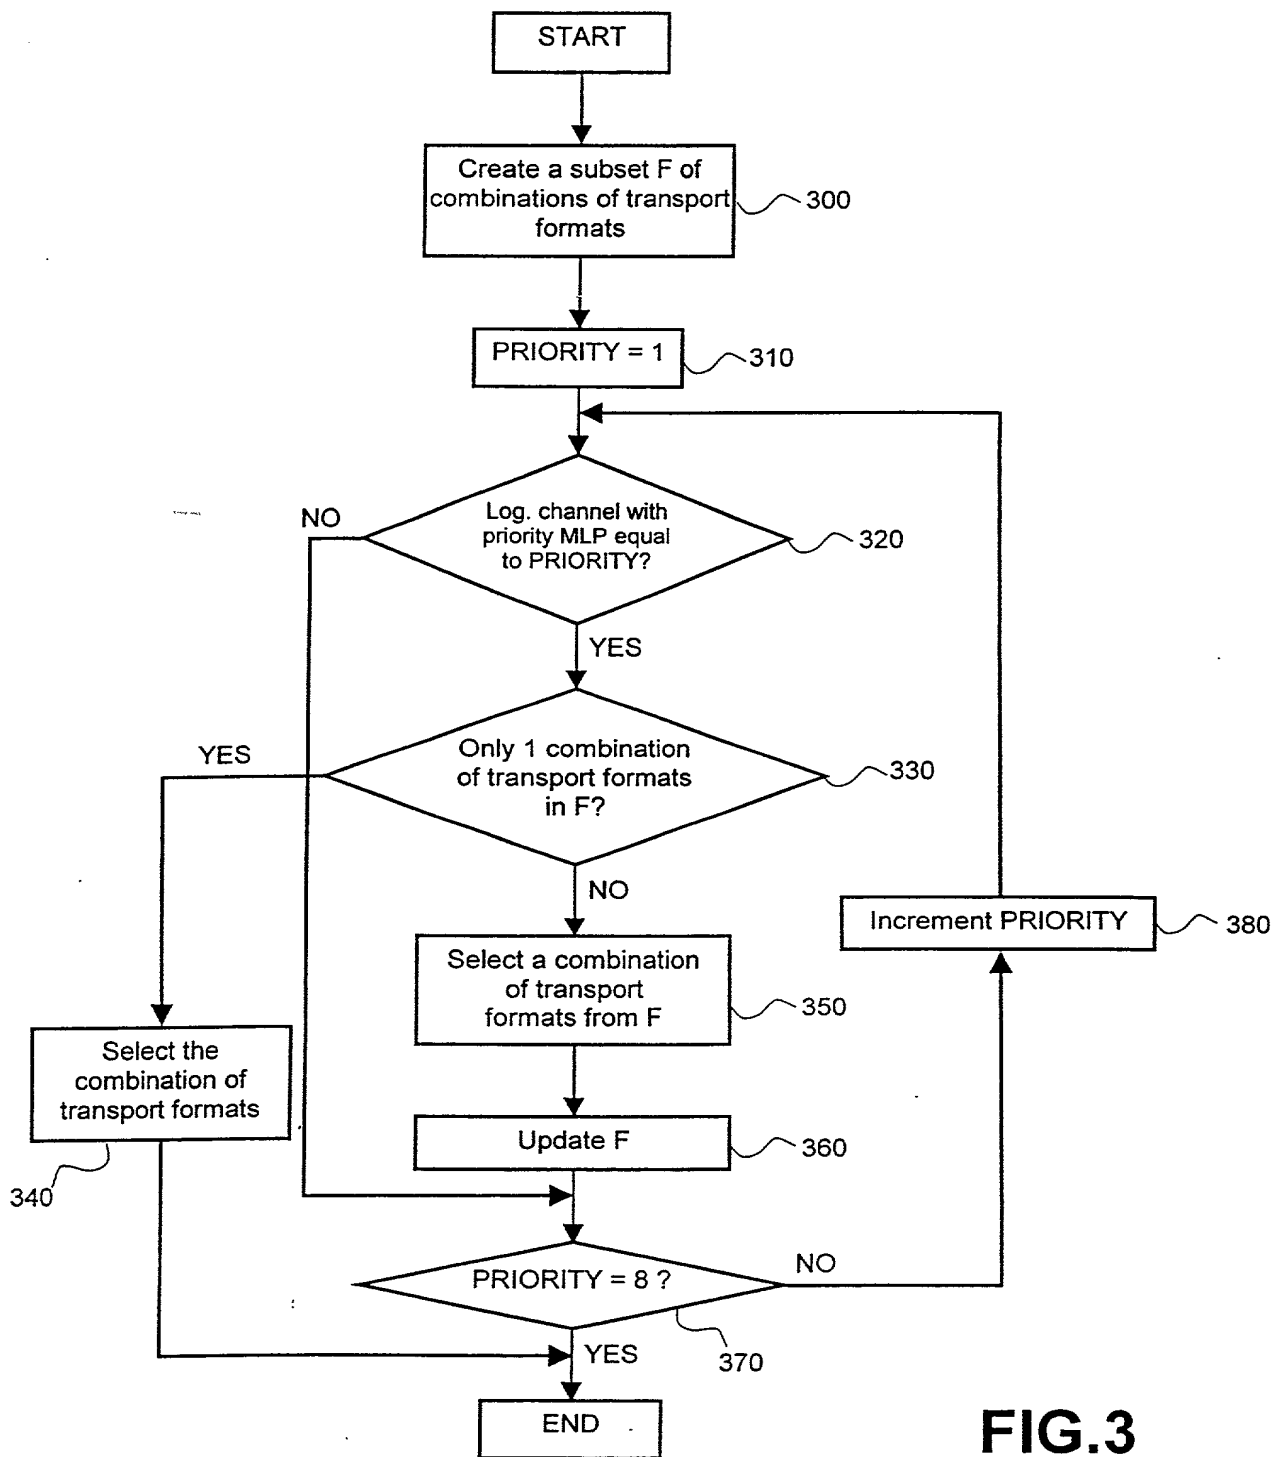 START
Create a subset F of
combinations of transport
formats
300
PRIORITY = 1
310
NO
Log. channel with
priority MLP equal
to PRIORITY?
320
YES
YES
Only 1 combination
of transport formats
in F?
330
NO
Increment PRIORITY
380
Select a combination
of transport
formats from F
350
Select the
combination of
transport formats
340
Update F
360
PRIORITY = 8 ?
NO
370
YES
END
FIG.3